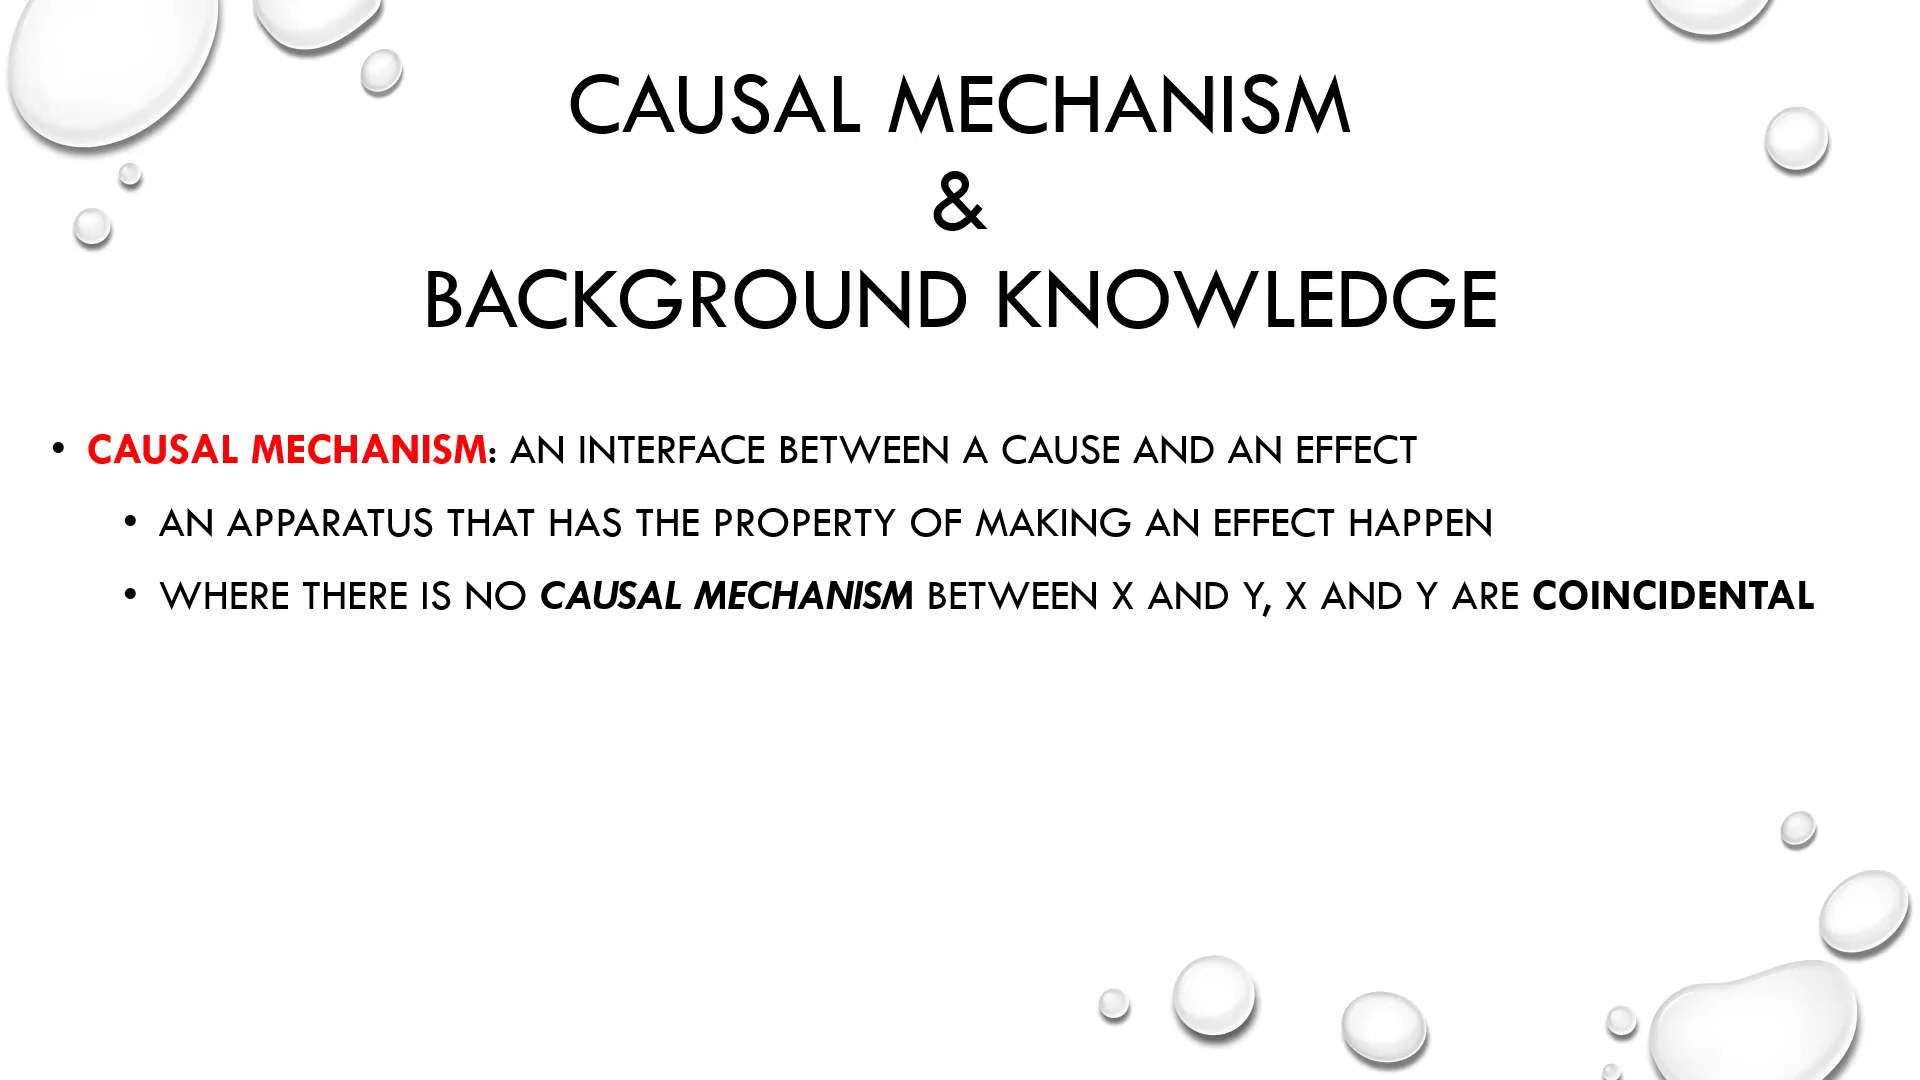 CAUSAL MECHANISM
&
BACKGROUND KNOWLEDGE
• CAUSAL MECHANISM: AN INTERFACE BETWEEN A CAUSE AND AN EFFECT
• AN APPARATUS THAT HAS THE PROPERTY OF MAKING AN EFFECT HAPPEN
• WHERE THERE IS NO CAUSAL MECHANISM BETWEEN X AND Y, X AND Y ARE COINCIDENTAL